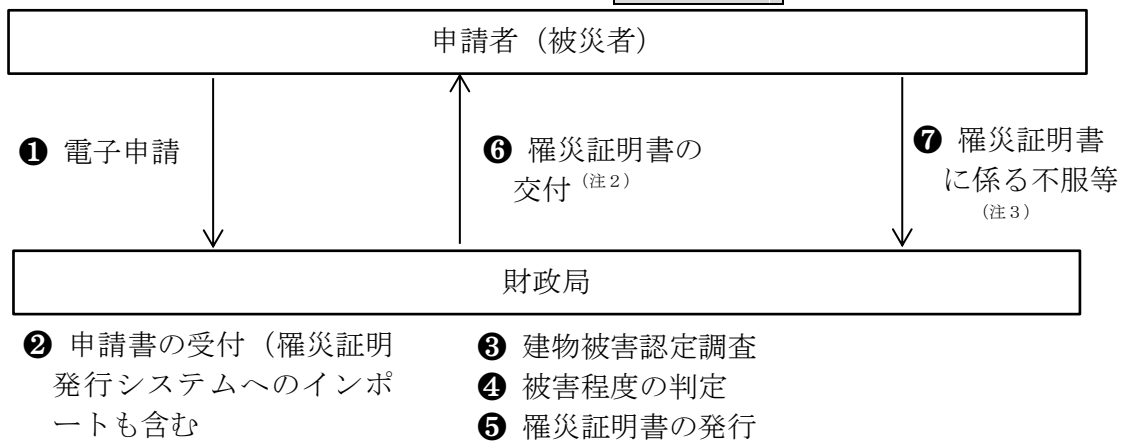 申請者（被災者）
❶ 電子申請
❻ 罹災証明書の
交付（注２）
❼ 罹災証明書
に係る不服等
（注３）
財政局
❷ 申請書の受付（罹災証明
発行システムへのインポ
ートも含む
❸ 建物被害認定調査
❹ 被害程度の判定
❺ 罹災証明書の発行